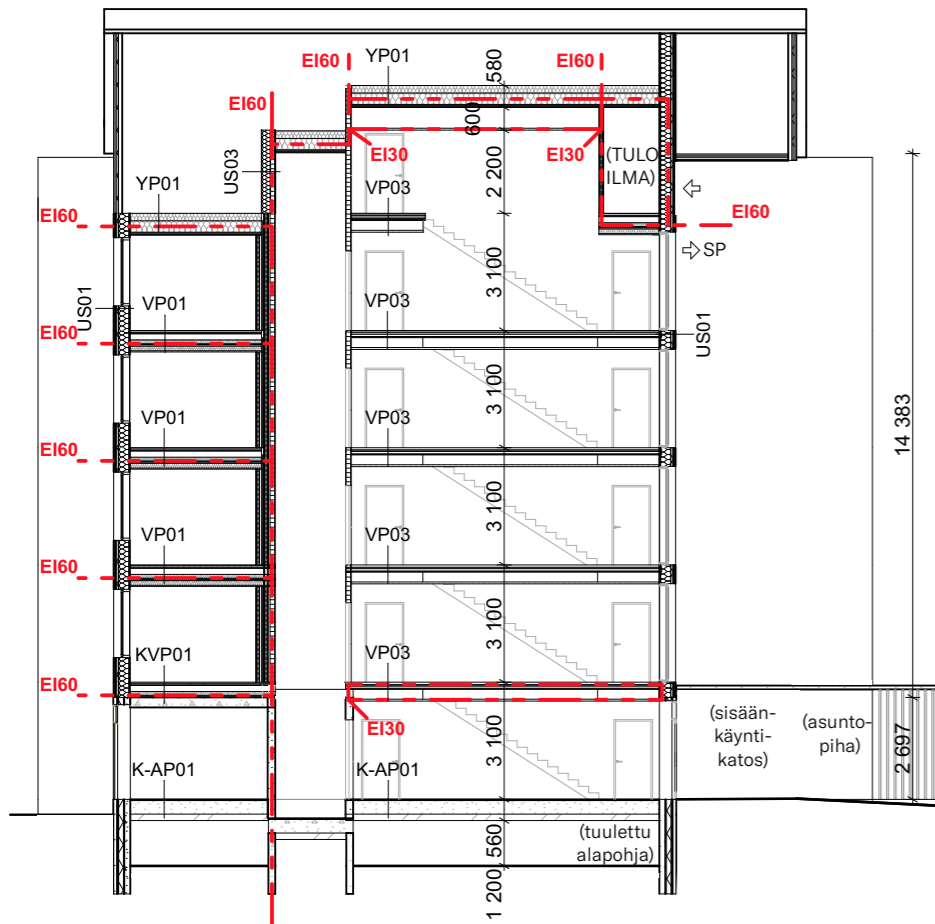 EI60
EI60
YP01
580
EI60
600
EI30
EI30
(TULO
ILMA)
US03
VP03
2 200
YP01
EI60
EI60
SP
3 100
US01
VP01
VP03
EI60
US01
14 383
3 100
VP01
VP03
EI60
3 100
VP01
VP03
EI60
3 100
KVP01
VP03
EI60
EI30
(sisään-
käynti-
katos)
(asunto-
piha)
3 100
2 697
K-AP01
K-AP01
560
(tuulettu
alapohja)
1 200